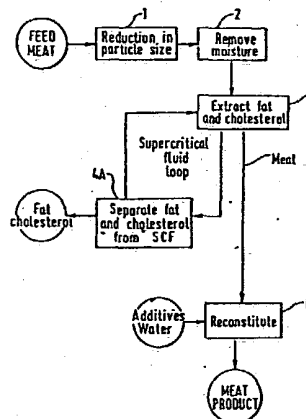 1
2
FEED
MEAT
Reduction in
particle size
Remove
moisture
Extract fat
and cholesterol
Supercritical
fluid
loop
Meat
4A
Fat
cholesterol
Separate fat
and cholesterol
from SCF
Additives
Water
Reconstitute
MEAT
PRODUCT